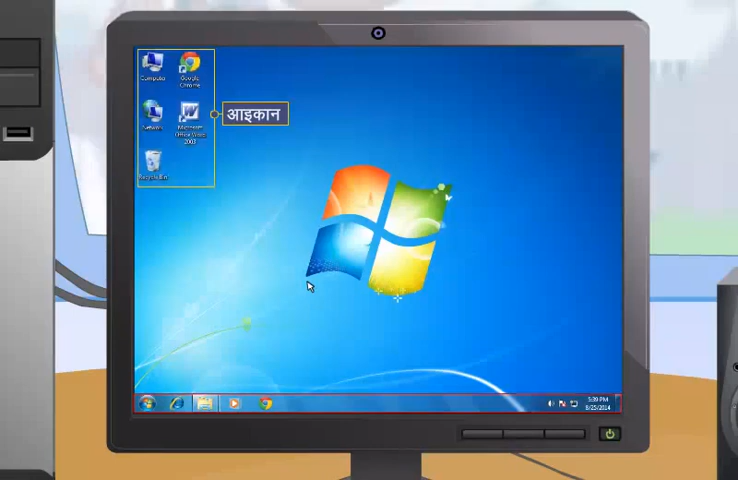 Computer
Google
Chrome
आइकान
Network
Microsoft
Office Word
2003
Recycle Bin
5:39 PM
8/25/2014